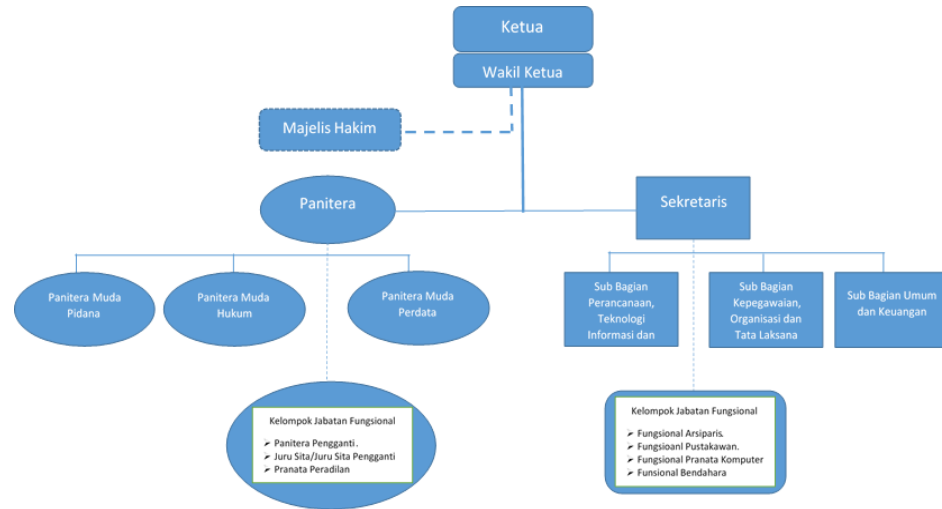 Ketua
Wakil Ketua
Majelis Hakim
Panitera
Sekretaris
Panitera Muda
Pidana
Panitera Muda
Hukum
Panitera Muda
Perdata
Sub Bagian
Perancanaan,
Teknologi
Informasi dan
Sub Bagian
Kepegawaian,
Organisasi dan
Tata Laksana
Sub Bagian Umum
dan Keuangan
Kelompok Jabatan Fungsional
➢ Panitera Pengganti.
➢ Juru Sita/Juru Sita Pengganti
➢ Pranata Peradilan
Kelompok Jabatan Fungsional
➢ Fungsional Arsiparis.
➢ Fungsioanl Pustakawan.
➢ Fungsional Pranata Komputer
➢ Funsional Bendahara